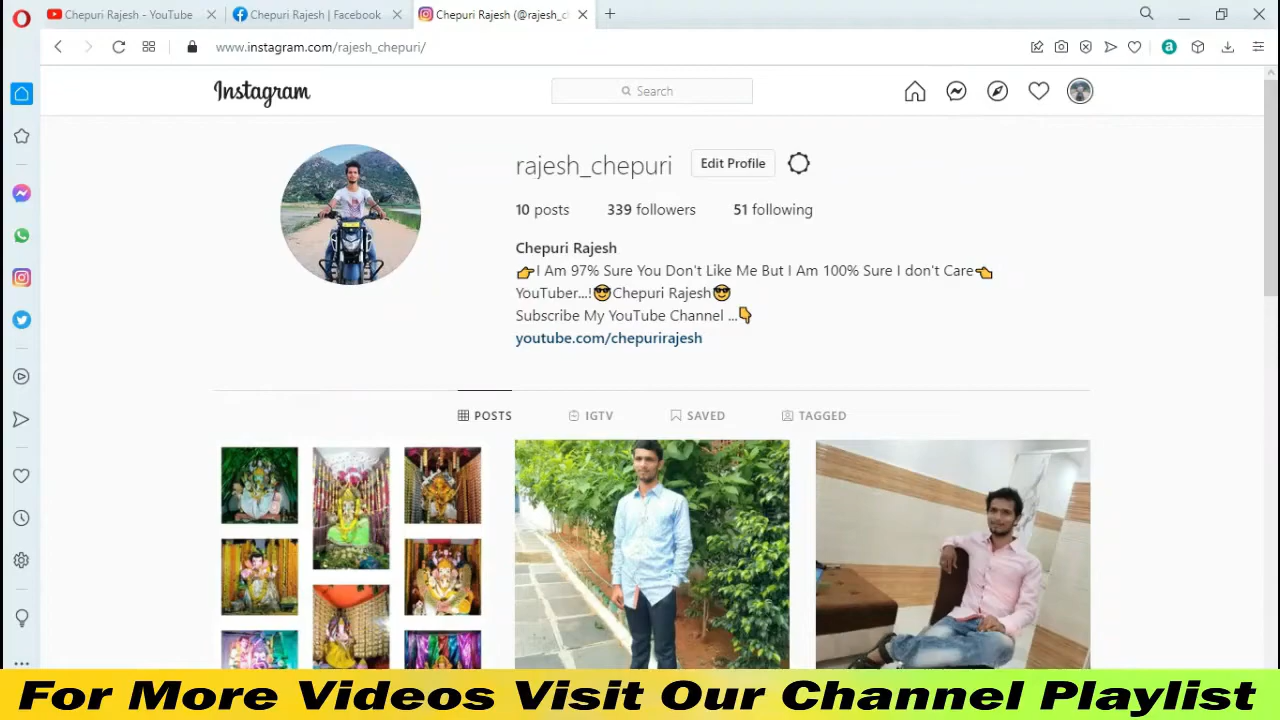 Chepuri Rajesh - YouTube
Chepuri Rajesh | Facebook
Chepuri Rajesh (@rajesh_c
www.instagram.com/rajesh_chepuri/
Instagram
Search
rajesh_chepuri
Edit Profile
10 posts 339 followers 51 following
Chepuri Rajesh
👉I Am 97% Sure You Don't Like Me But I Am 100% Sure I don't Care👈
YouTuber...!😎Chepuri Rajesh😎
Subscribe My YouTube Channel ...👇
youtube.com/chepurirajesh
POSTS IGTV SAVED TAGGED
For More Videos Visit Our Channel Playlist